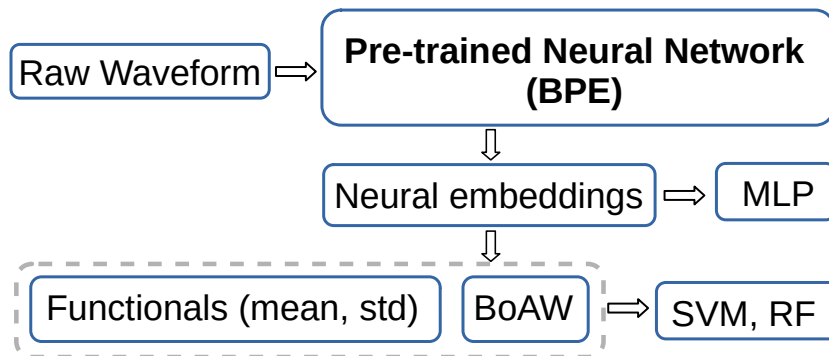 Raw Waveform
Pre-trained Neural Network
(BPE)
Neural embeddings
MLP
Functionals (mean, std)
BoAW
SVM, RF